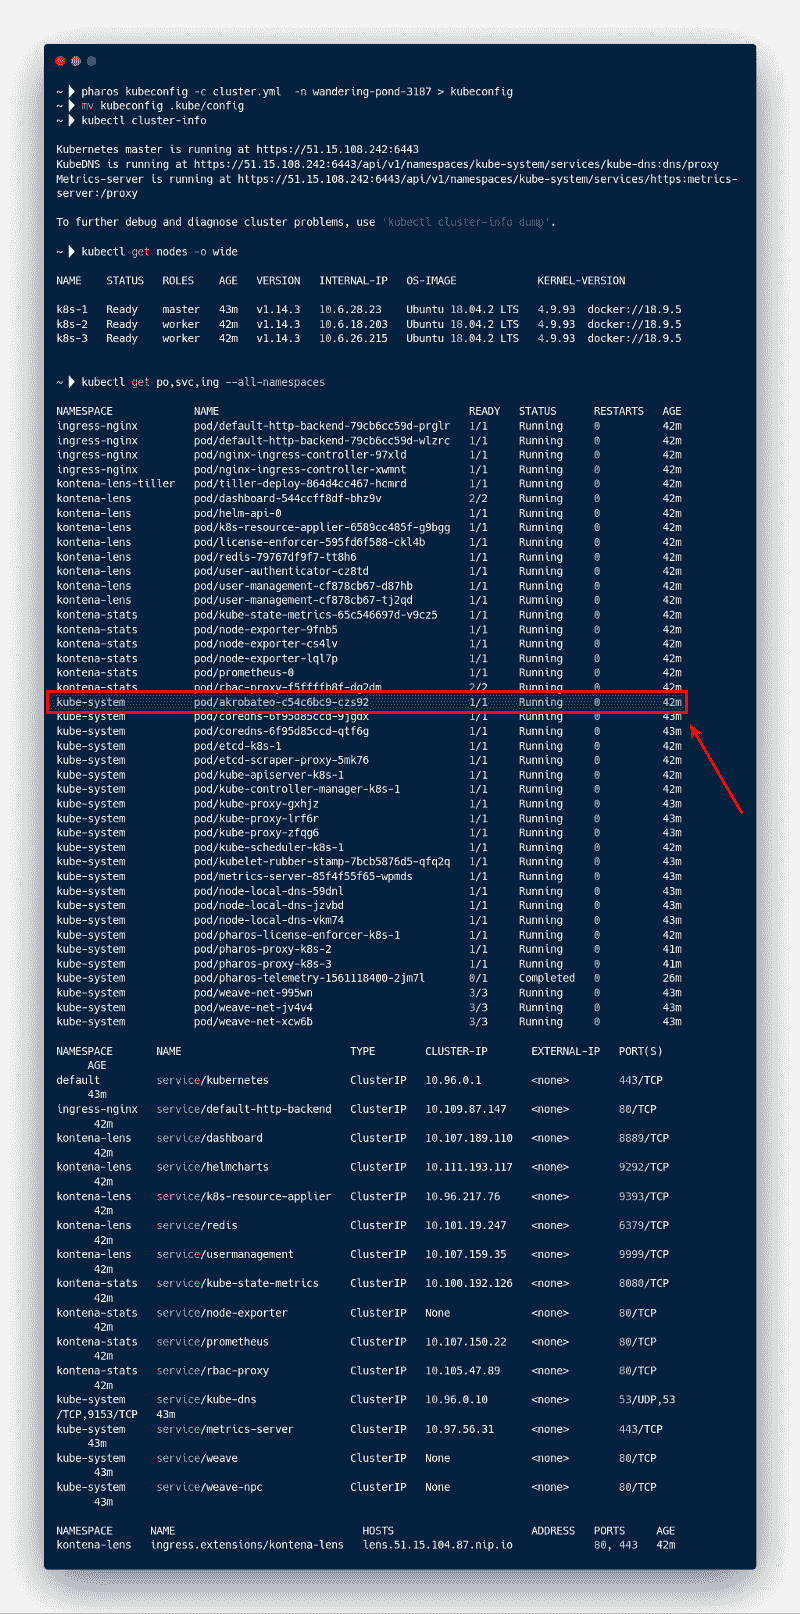 ~ ❯ pharos kubeconfig -c cluster.yml  -n wandering-pond-3187 > kubeconfig
~ ❯ mv kubeconfig .kube/config
~ ❯ kubectl cluster-info
Kubernetes master is running at https://51.15.108.242:6443
KubeDNS is running at https://51.15.108.242:6443/api/v1/namespaces/kube-system/services/kube-dns:dns/proxy
Metrics-server is running at https://51.15.108.242:6443/api/v1/namespaces/kube-system/services/https:metrics-
server:/proxy
To further debug and diagnose cluster problems, use 'kubectl cluster-info dump'.
~ ❯ kubectl get nodes -o wide
NAME    STATUS   ROLES    AGE   VERSION   INTERNAL-IP   OS-IMAGE             KERNEL-VERSION
k8s-1   Ready    master   43m   v1.14.3   10.6.28.23    Ubuntu 18.04.2 LTS   4.9.93  docker://18.9.5
k8s-2   Ready    worker   42m   v1.14.3   10.6.18.203   Ubuntu 18.04.2 LTS   4.9.93  docker://18.9.5
k8s-3   Ready    worker   42m   v1.14.3   10.6.26.215   Ubuntu 18.04.2 LTS   4.9.93  docker://18.9.5
~ ❯ kubectl get po,svc,ing --all-namespaces
NAMESPACE             NAME                                        READY   STATUS      RESTARTS   AGE
ingress-nginx         pod/default-http-backend-79cb6cc59d-prglr   1/1     Running     0          42m
ingress-nginx         pod/default-http-backend-79cb6cc59d-wlzrc   1/1     Running     0          42m
ingress-nginx         pod/nginx-ingress-controller-97xld          1/1     Running     0          42m
ingress-nginx         pod/nginx-ingress-controller-xwmnt          1/1     Running     0          42m
kontena-lens-tiller   pod/tiller-deploy-864d4cc467-hcmrd          1/1     Running     0          42m
kontena-lens          pod/dashboard-544ccff8df-bhz9v              2/2     Running     0          42m
kontena-lens          pod/helm-api-0                              1/1     Running     0          42m
kontena-lens          pod/k8s-resource-applier-6589cc485f-g9bgg   1/1     Running     0          42m
kontena-lens          pod/license-enforcer-595fd6f588-ckl4b       1/1     Running     0          42m
kontena-lens          pod/redis-79767df9f7-tt8h6                  1/1     Running     0          42m
kontena-lens          pod/user-authenticator-cz8td                1/1     Running     0          42m
kontena-lens          pod/user-management-cf878cb67-d87hb         1/1     Running     0          42m
kontena-lens          pod/user-management-cf878cb67-tj2qd         1/1     Running     0          42m
kontena-stats         pod/kube-state-metrics-65c546697d-v9cz5     1/1     Running     0          42m
kontena-stats         pod/node-exporter-9fnb5                     1/1     Running     0          42m
kontena-stats         pod/node-exporter-cs4lv                     1/1     Running     0          42m
kontena-stats         pod/node-exporter-lql7p                     1/1     Running     0          42m
kontena-stats         pod/prometheus-0                            1/1     Running     0          42m
kontena-stats         pod/rbac-proxy-f5ffffb8f-dg2dm              2/2     Running     0          42m
kube-system           pod/akrobateo-c54c6bc9-czs92                1/1     Running     0          42m
kube-system           pod/coredns-6f95d85ccd-9jgdx                1/1     Running     0          43m
kube-system           pod/coredns-6f95d85ccd-qtf6g                1/1     Running     0          43m
kube-system           pod/etcd-k8s-1                              1/1     Running     0          42m
kube-system           pod/etcd-scraper-proxy-5mk76                1/1     Running     0          42m
kube-system           pod/kube-apiserver-k8s-1                    1/1     Running     0          42m
kube-system           pod/kube-controller-manager-k8s-1           1/1     Running     0          42m
kube-system           pod/kube-proxy-gxhjz                        1/1     Running     0          43m
kube-system           pod/kube-proxy-lrf6r                        1/1     Running     0          43m
kube-system           pod/kube-proxy-zfqg6                        1/1     Running     0          43m
kube-system           pod/kube-scheduler-k8s-1                    1/1     Running     0          42m
kube-system           pod/kubelet-rubber-stamp-7bcb5876d5-qfq2q   1/1     Running     0          43m
kube-system           pod/metrics-server-85f4f55f65-wpmds         1/1     Running     0          43m
kube-system           pod/node-local-dns-59dnl                    1/1     Running     0          43m
kube-system           pod/node-local-dns-jzvbd                    1/1     Running     0          43m
kube-system           pod/node-local-dns-vkm74                    1/1     Running     0          43m
kube-system           pod/pharos-license-enforcer-k8s-1           1/1     Running     0          42m
kube-system           pod/pharos-proxy-k8s-2                      1/1     Running     0          41m
kube-system           pod/pharos-proxy-k8s-3                      1/1     Running     0          41m
kube-system           pod/pharos-telemetry-1561118400-2jm7l       0/1     Completed   0          26m
kube-system           pod/weave-net-995wn                         3/3     Running     0          43m
kube-system           pod/weave-net-jv4v4                         3/3     Running     0          43m
kube-system           pod/weave-net-xcw6b                         3/3     Running     0          43m
NAMESPACE       NAME                           TYPE        CLUSTER-IP       EXTERNAL-IP   PORT(S)
AGE
default         service/kubernetes             ClusterIP   10.96.0.1        <none>        443/TCP
43m
ingress-nginx   service/default-http-backend   ClusterIP   10.109.87.147    <none>        80/TCP
42m
kontena-lens    service/dashboard              ClusterIP   10.107.189.110   <none>        8889/TCP
42m
kontena-lens    service/helmcharts             ClusterIP   10.111.193.117   <none>        9292/TCP
42m
kontena-lens    service/k8s-resource-applier   ClusterIP   10.96.217.76     <none>        9393/TCP
42m
kontena-lens    service/redis                  ClusterIP   10.101.19.247    <none>        6379/TCP
42m
kontena-lens    service/usermanagement         ClusterIP   10.107.159.35    <none>        9999/TCP
42m
kontena-stats   service/kube-state-metrics     ClusterIP   10.100.192.126   <none>        8080/TCP
42m
kontena-stats   service/node-exporter          ClusterIP   None             <none>        80/TCP
42m
kontena-stats   service/prometheus             ClusterIP   10.107.150.22    <none>        80/TCP
42m
kontena-stats   service/rbac-proxy             ClusterIP   10.105.47.89     <none>        80/TCP
42m
kube-system     service/kube-dns               ClusterIP   10.96.0.10       <none>        53/UDP,53
/TCP,9153/TCP   43m
kube-system     service/metrics-server         ClusterIP   10.97.56.31      <none>        443/TCP
43m
kube-system     service/weave                  ClusterIP   None             <none>        80/TCP
43m
kube-system     service/weave-npc              ClusterIP   None             <none>        80/TCP
43m
NAMESPACE      NAME                              HOSTS                      ADDRESS   PORTS     AGE
kontena-lens   ingress.extensions/kontena-lens   lens.51.15.104.87.nip.io             80, 443   42m